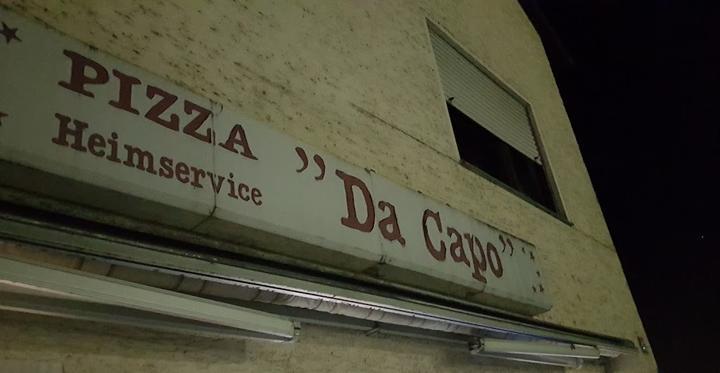 PIZZA
Heimservice
”Da Capo”